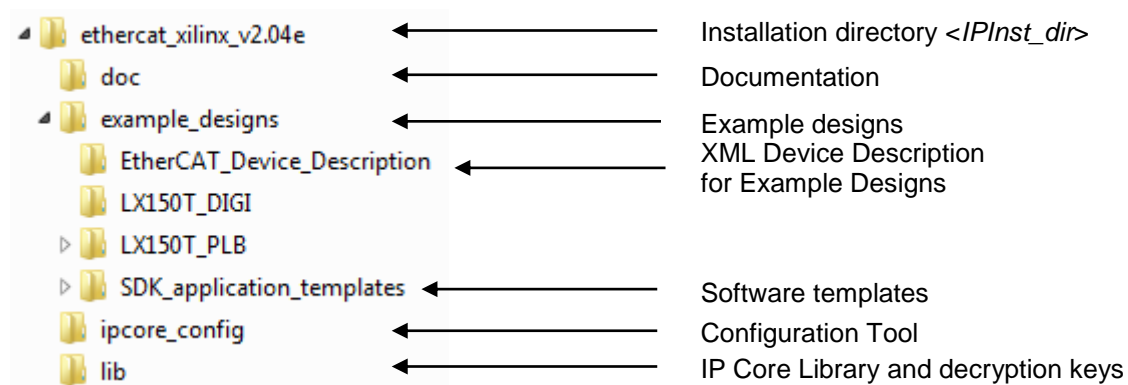 ethercat_xilinx_v2.04e Installation directory <IPInst_dir>
doc Documentation
example_designs Example designs
EtherCAT_Device_Description XML Device Description
for Example Designs
LX150T_DIGI
LX150T_PLB
SDK_application_templates Software templates
ipcore_config Configuration Tool
lib IP Core Library and decryption keys